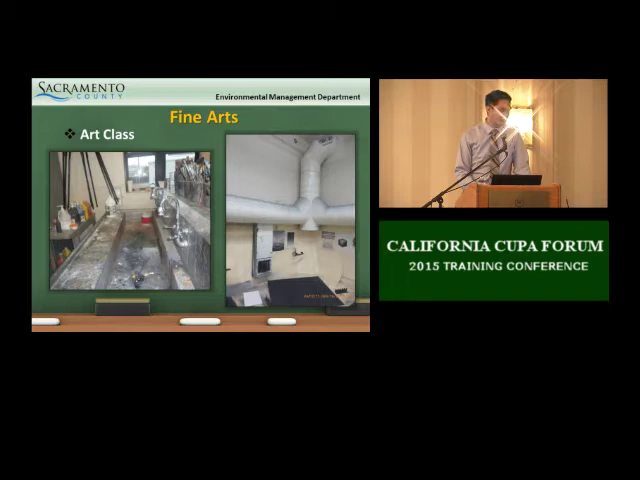 SACRAMENTO
COUNTY
Environmental Management Department
Fine Arts
Art Class
CALIFORNIA CUPA FORUM
2015 TRAINING CONFERENCE